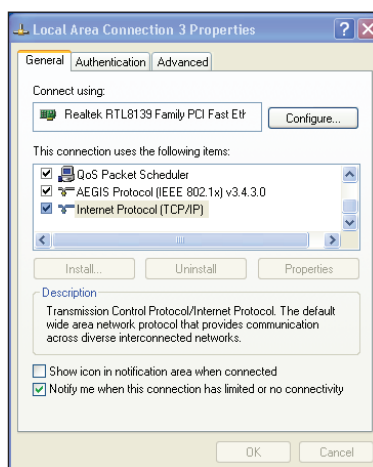 Local Area Connection 3 Properties
General
Authentication
Advanced
Connect using:
Realtek RTL8139 Family PCI Fast Eth
Configure...
This connection uses the following items:
QoS Packet Scheduler
AEGIS Protocol (IEEE 802.1x) v3.4.3.0
Internet Protocol (TCP/IP)
Install...
Uninstall
Properties
Description
Transmission Control Protocol/Internet Protocol. The default
wide area network protocol that provides communication
across diverse interconnected networks.
Show icon in notification area when connected
Notify me when this connection has limited or no connectivity
OK
Cancel